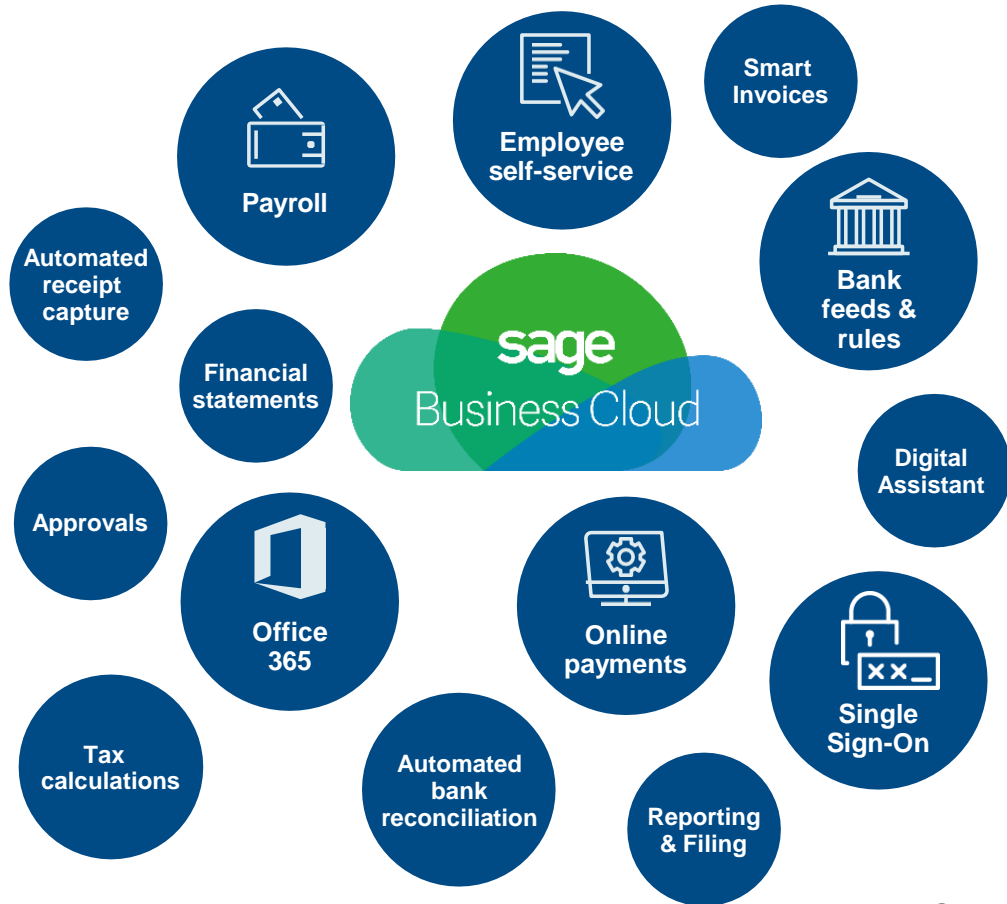 Smart
Invoices
Employee
self-service
Payroll
Automated
receipt
capture
Bank
feeds &
rules
sage
Business Cloud
Financial
statements
Digital
Assistant
Approvals
Office
365
Online
payments
xx_
Single
Sign-On
Tax
calculations
Automated
bank
reconciliation
Reporting
& Filing